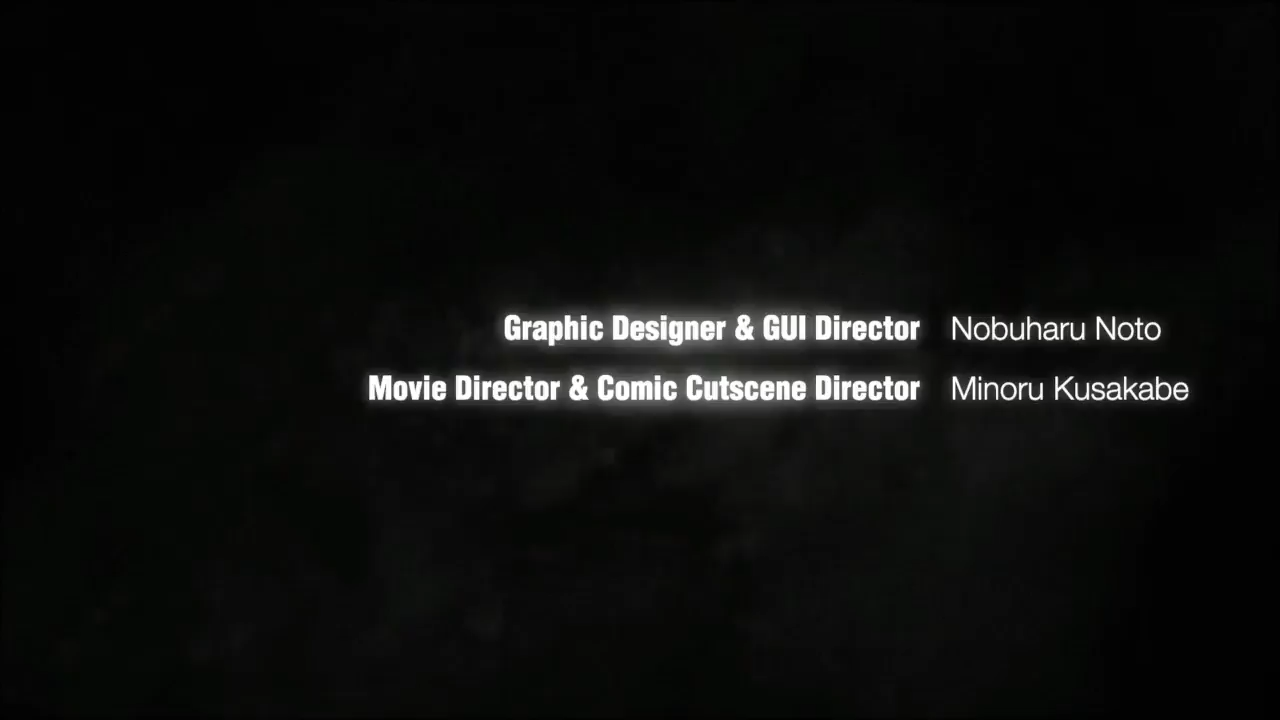 Graphic Designer & GUI Director Nobuharu Noto
Movie Director & Comic Cutscene Director Minoru Kusakabe